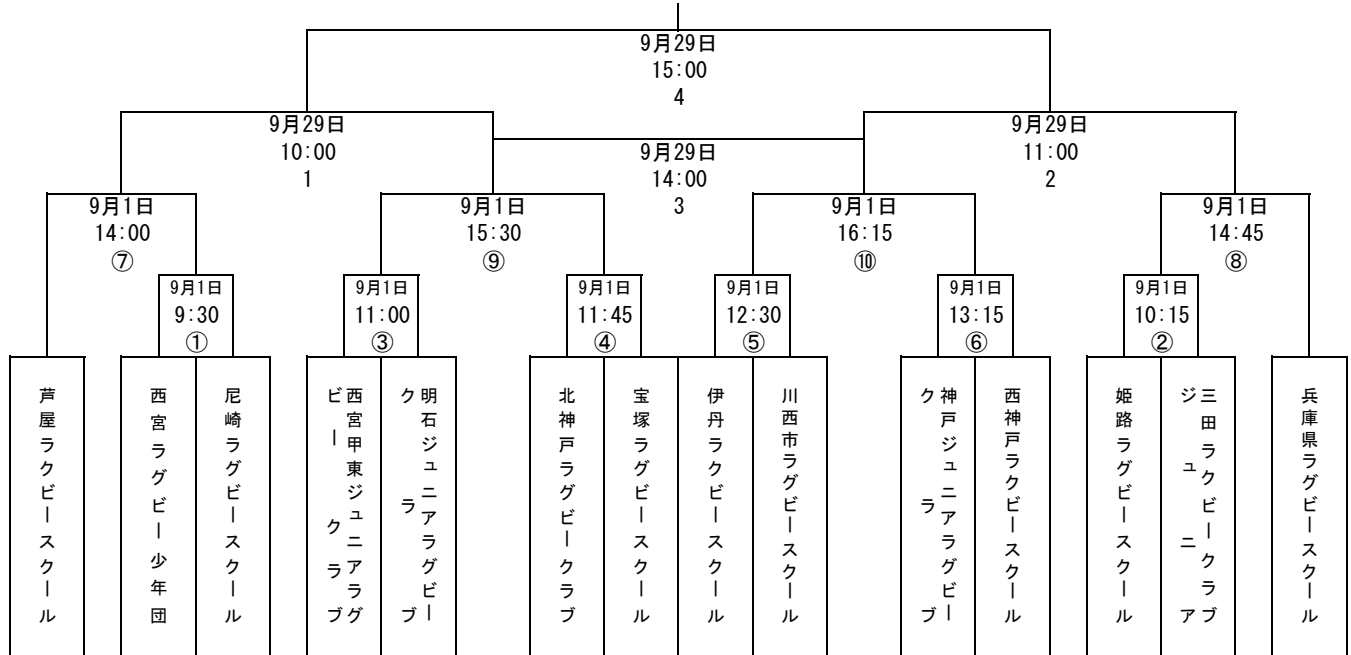 9月29日
15:00
4
9月29日
10:00
1
9月29日
14:00
3
9月29日
11:00
2
9月1日
14:00
⑦
9月1日
15:30
⑨
9月1日
16:15
⑩
9月1日
14:45
⑧
9月1日
9:30
①
9月1日
11:00
③
9月1日
11:45
④
9月1日
12:30
⑤
9月1日
13:15
⑥
9月1日
10:15
②
芦屋ラクビースクール
西宮ラグビー少年団
尼崎ラグビースクール
西宮甲東ジュニアラグ
ビークラブ
明石ジュニアラグビー
クラブ
北神戸ラグビークラブ
宝塚ラグビースクール
伊丹ラクビースクール
川西市ラグビースクール
神戸ジュニアラグビー
クラブ
西神戸ラクビースクール
姫路ラグビースクール
三田ラクビークラブ
ジュニア
兵庫県ラグビースクール